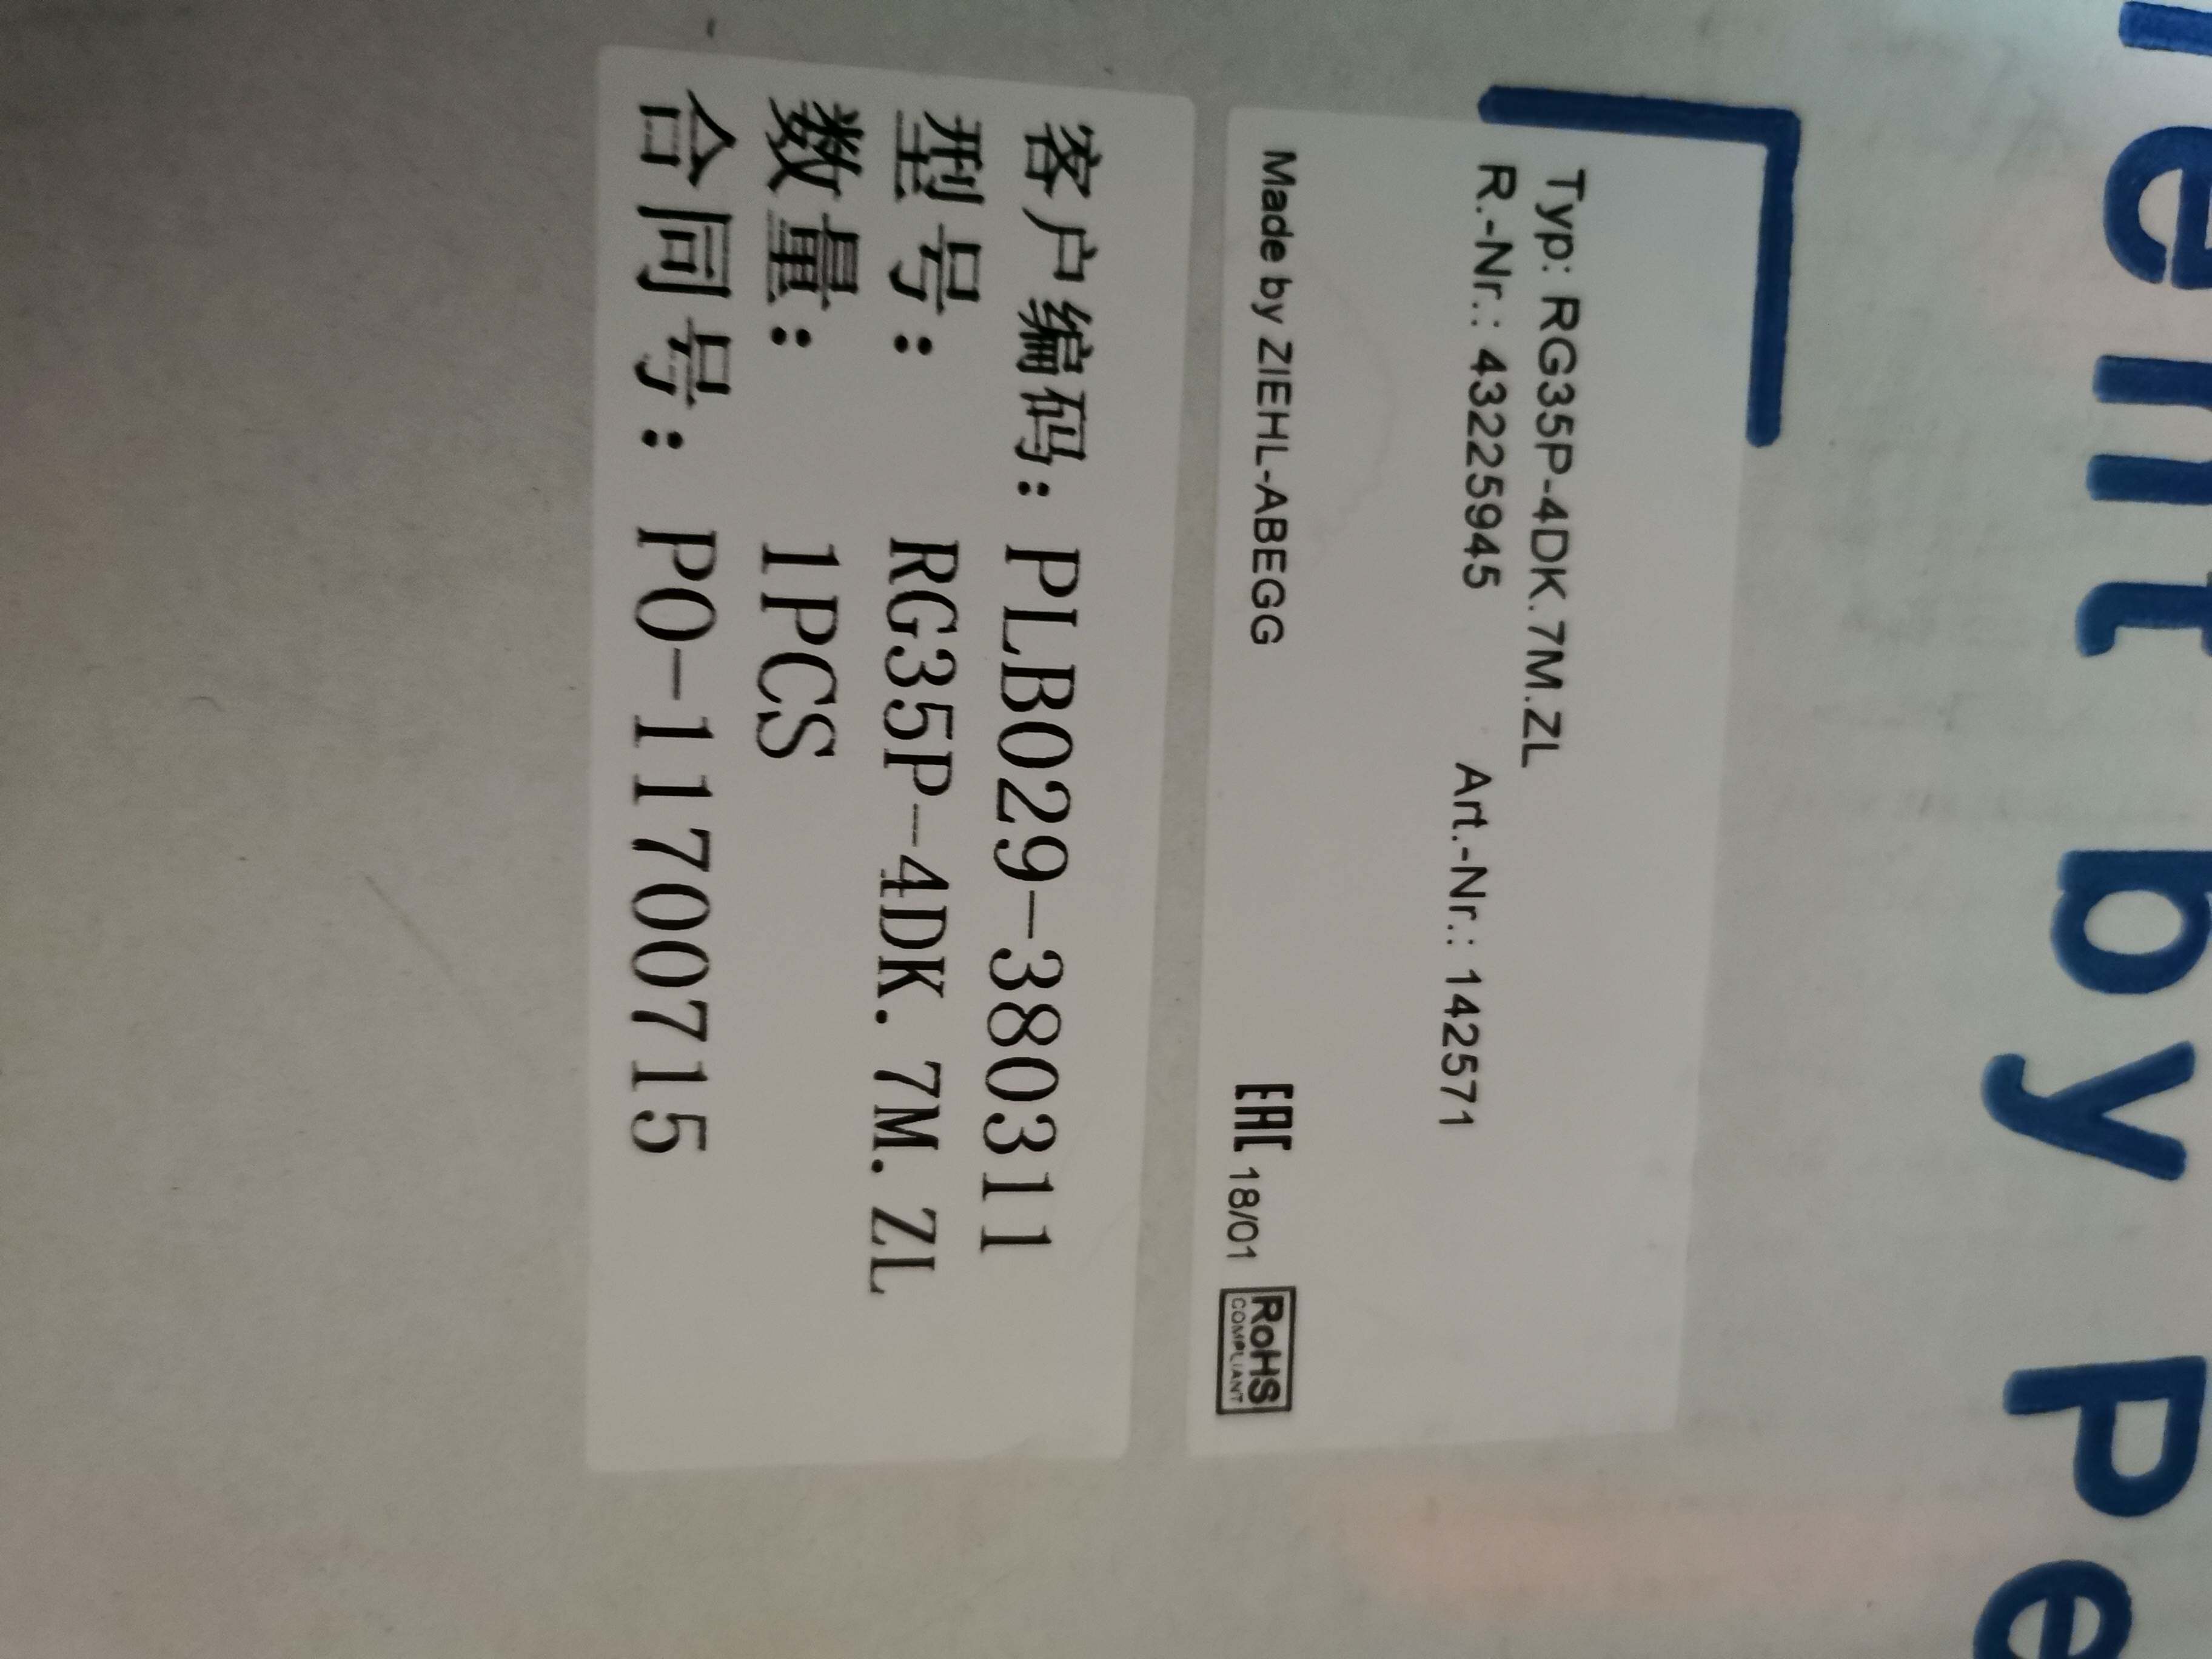 ent by Pe
Typ: RG35P-4DK.7M.ZL
R.-Nr.: 43225945 Art.-Nr.: 142571
Made by ZIEHL-ABEGG EAC 18/01 RoHS
COMPLIANT
客户编码: PLB029-380311
型号: RG35P-4DK.7M.ZL
数量: 1PCS
合同号: PO-11700715